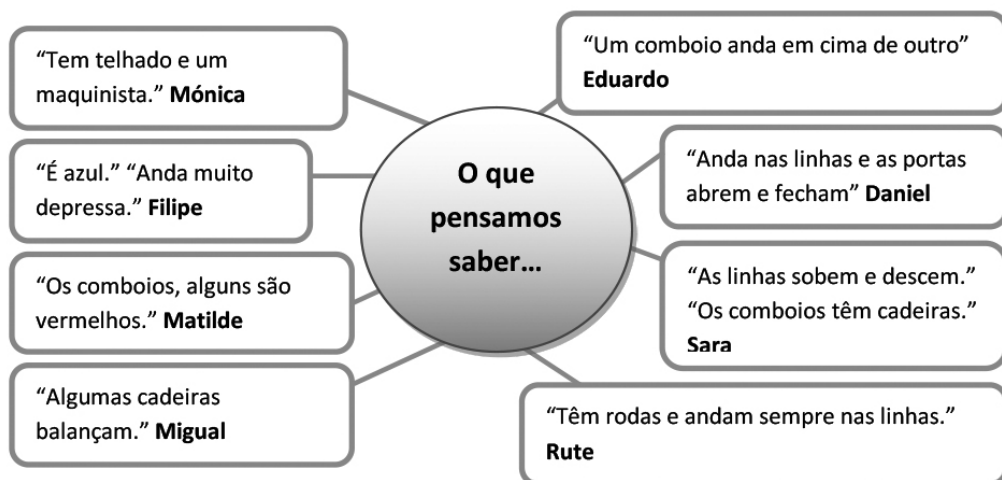 “Tem telhado e um
maquinista.” Mónica
“É azul.” “Anda muito
depressa.” Filipe
“Os comboios, alguns são
vermelhos.” Matilde
“Algumas cadeiras
balançam.” Migual
O que
pensamos
saber...
“Um comboio anda em cima de outro”
Eduardo
“Anda nas linhas e as portas
abrem e fecham” Daniel
“As linhas sobem e descem.”
“Os comboios têm cadeiras.”
Sara
“Têm rodas e andam sempre nas linhas.”
Rute